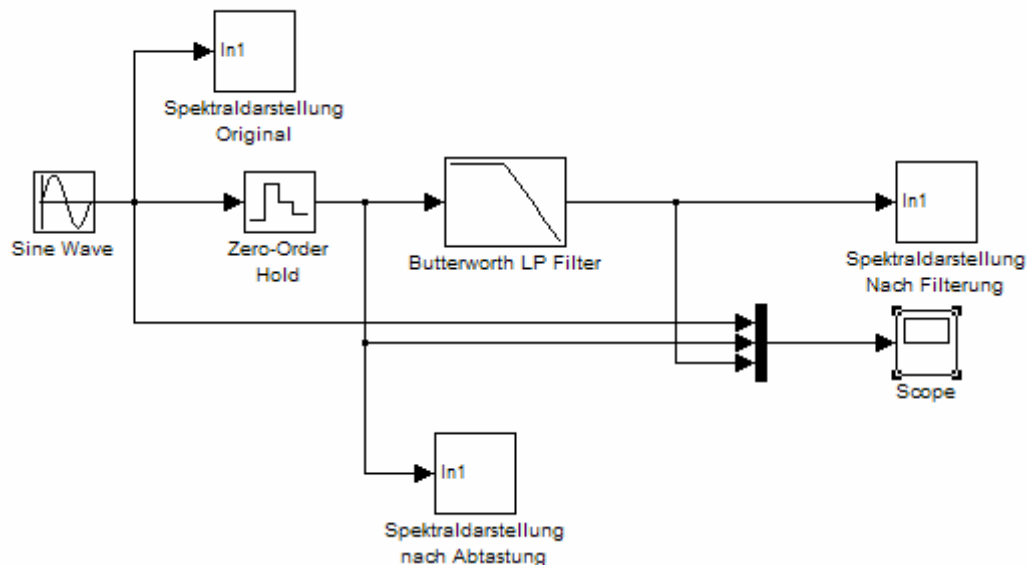 In1
Spektraldarstellung
Original
Sine Wave
Zero-Order
Hold
Butterworth LP Filter
In1
Spektraldarstellung
Nach Filterung
Scope
In1
Spektraldarstellung
nach Abtastung